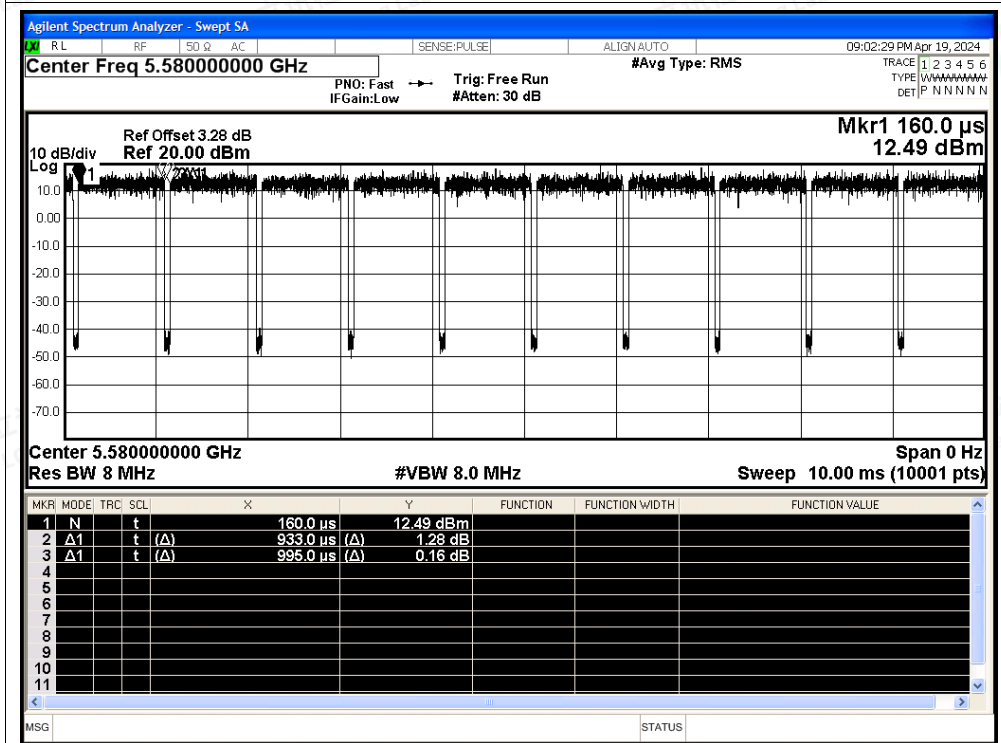 Agilent Spectrum Analyzer - Swept SA
LXI RL RF 50 Ω AC SENSE:PULSE ALIGN AUTO 09:02:29 PM Apr 19, 2024
Center Freq 5.580000000 GHz #Avg Type: RMS TRACE 1 2 3 4 5 6
PNO: Fast Trig: Free Run TYPE
IFGain:Low #Atten: 30 dB DET P N N N N N
Mkr1 160.0 µs
Ref Offset 3.28 dB
10 dB/div Ref 20.00 dBm 12.49 dBm
Log
1
10.0
0.00
-10.0
-20.0
-30.0
-40.0
-50.0
-60.0
-70.0
Center 5.580000000 GHz Span 0 Hz
Res BW 8 MHz #VBW 8.0 MHz Sweep 10.00 ms (10001 pts)
MKR MODE TRC SCL X Y FUNCTION FUNCTION WIDTH FUNCTION VALUE
1 N t 160.0 µs 12.49 dBm
2 Δ1 t (Δ) 933.0 µs (Δ) 1.28 dB
3 Δ1 t (Δ) 995.0 µs (Δ) 0.16 dB
4
5
6
7
8
9
10
11
MSG STATUS